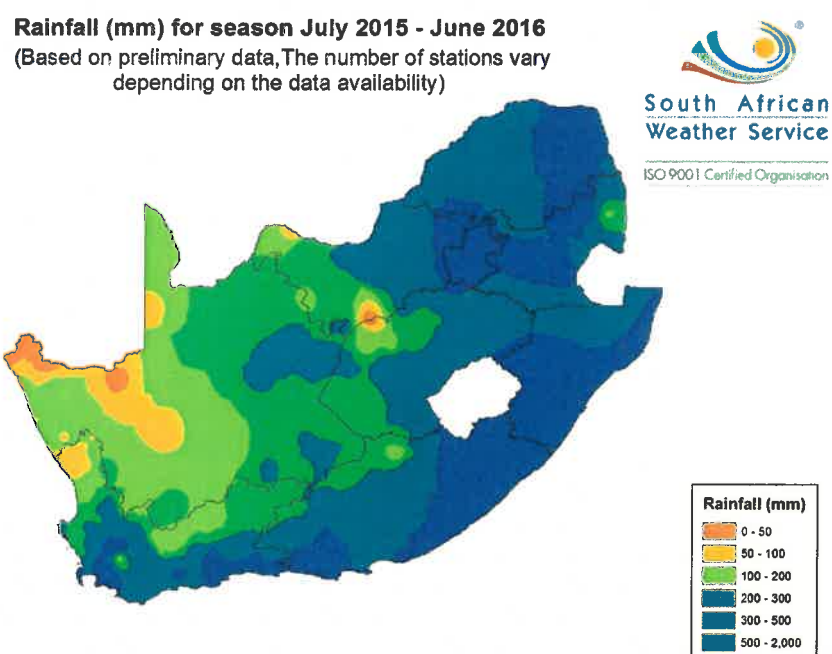 Rainfall (mm) for season July 2015 - June 2016
(Based on preliminary data,The number of stations vary
depending on the data availability)
South African
Weather Service
ISO 9001 Certified Organisation
Rainfall (mm)
0 - 50
50 - 100
100 - 200
200 - 300
300 - 500
500 - 2,000